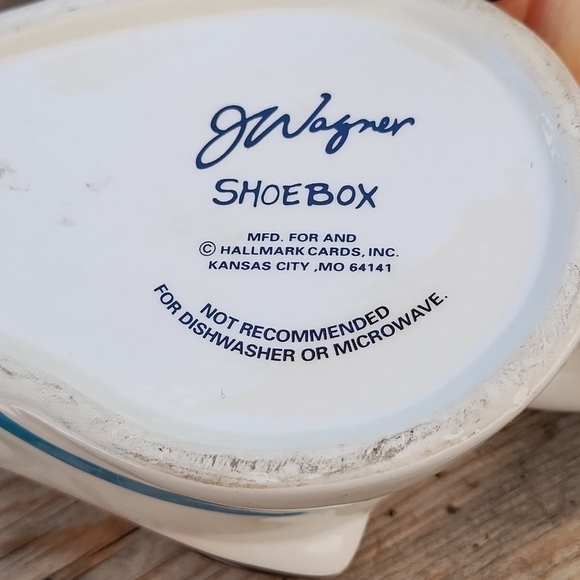 JWagner
SHOEBOX
MFD. FOR AND
© HALLMARK CARDS, INC.
KANSAS CITY ,MO 64141
NOT RECOMMENDED
FOR DISHWASHER OR MICROWAVE.